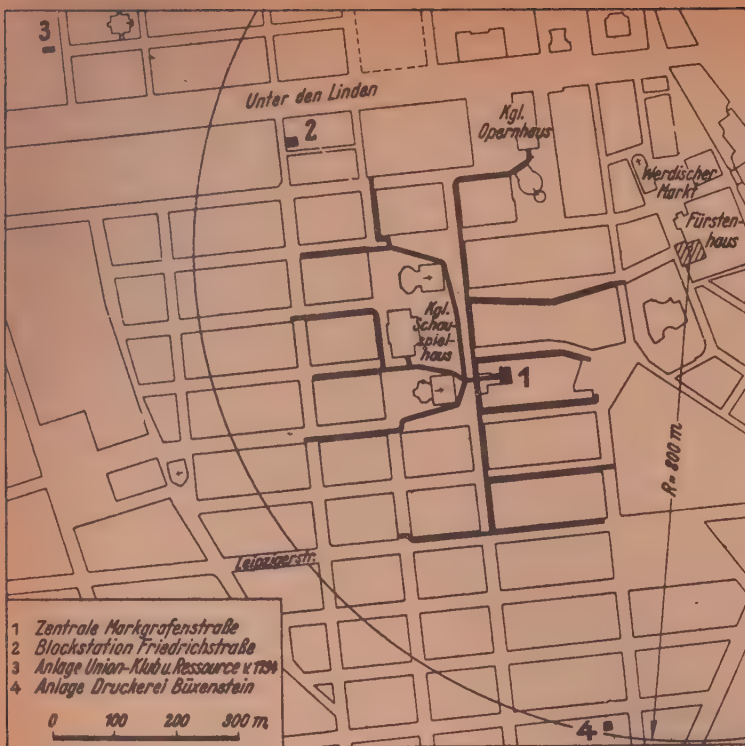 3
Unter den Linden
2
Kgl.
Opernhaus
Werdischer
Markt
Fürsten-
haus
Kgl.
Schau-
spiel-
haus
1
R = 800 m
Leipzigerstr.
1 Zentrale Markgrafenstraße
2 Blockstation Friedrichstraße
3 Anlage Union-Klub u. Ressource v. 1794
4 Anlage Druckerei Büxenstein
0 100 200 300 m
4